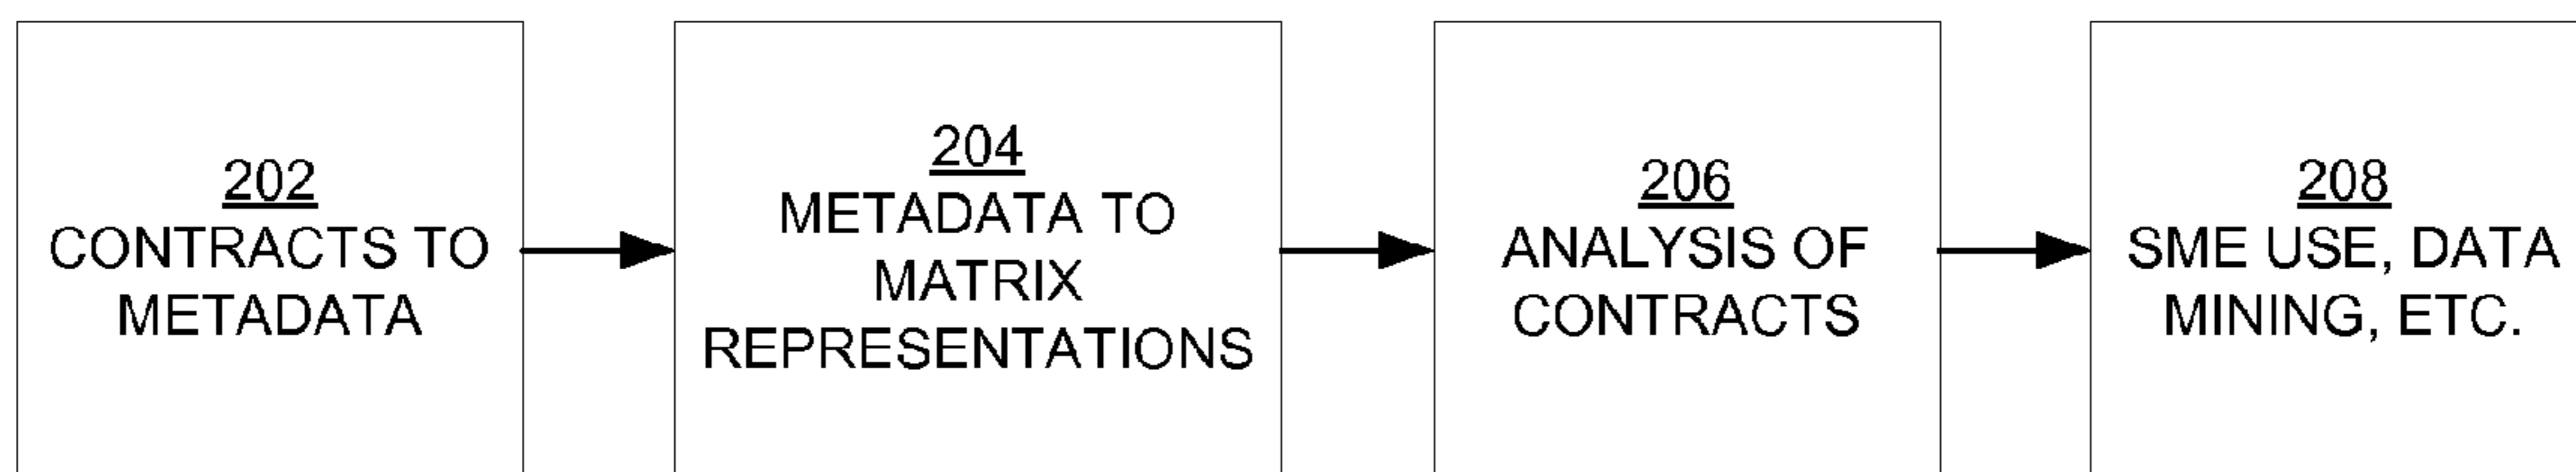 202
CONTRACTS TO
METADATA
204
METADATA TO
MATRIX
REPRESENTATIONS
206
ANALYSIS OF
CONTRACTS
208
SME USE, DATA
MINING, ETC.